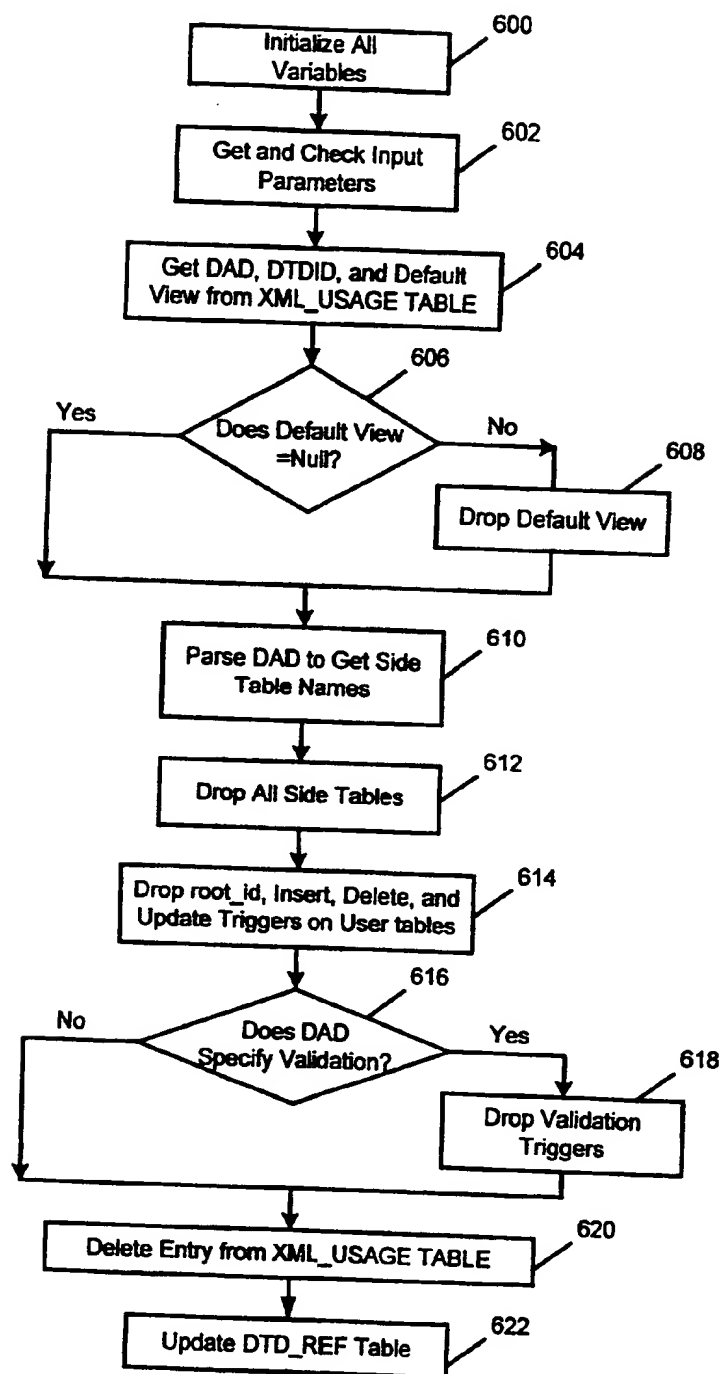 600
Initialize All
Variables
602
Get and Check Input
Parameters
604
Get DAD, DTDID, and Default
View from XML_USAGE TABLE
606
Yes
Does Default View
=Null?
No
608
Drop Default View
610
Parse DAD to Get Side
Table Names
612
Drop All Side Tables
614
Drop root_id, Insert, Delete, and
Update Triggers on User tables
616
No
Does DAD
Specify Validation?
Yes
618
Drop Validation
Triggers
620
Delete Entry from XML_USAGE TABLE
622
Update DTD_REF Table